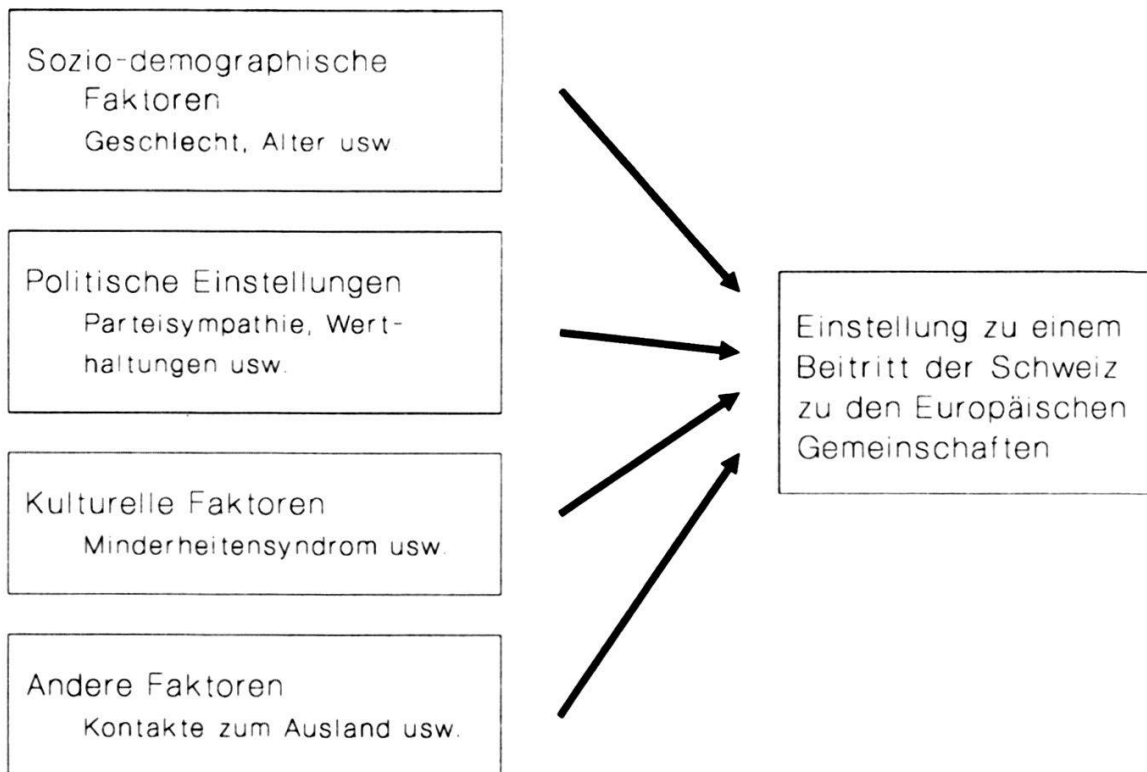 Sozio-demographische
Faktoren
Geschlecht, Alter usw.
Politische Einstellungen
Parteisympathie, Wert-
haltungen usw.
Kulturelle Faktoren
Minderheitensyndrom usw.
Andere Faktoren
Kontakte zum Ausland usw.
Einstellung zu einem
Beitritt der Schweiz
zu den Europäischen
Gemeinschaften